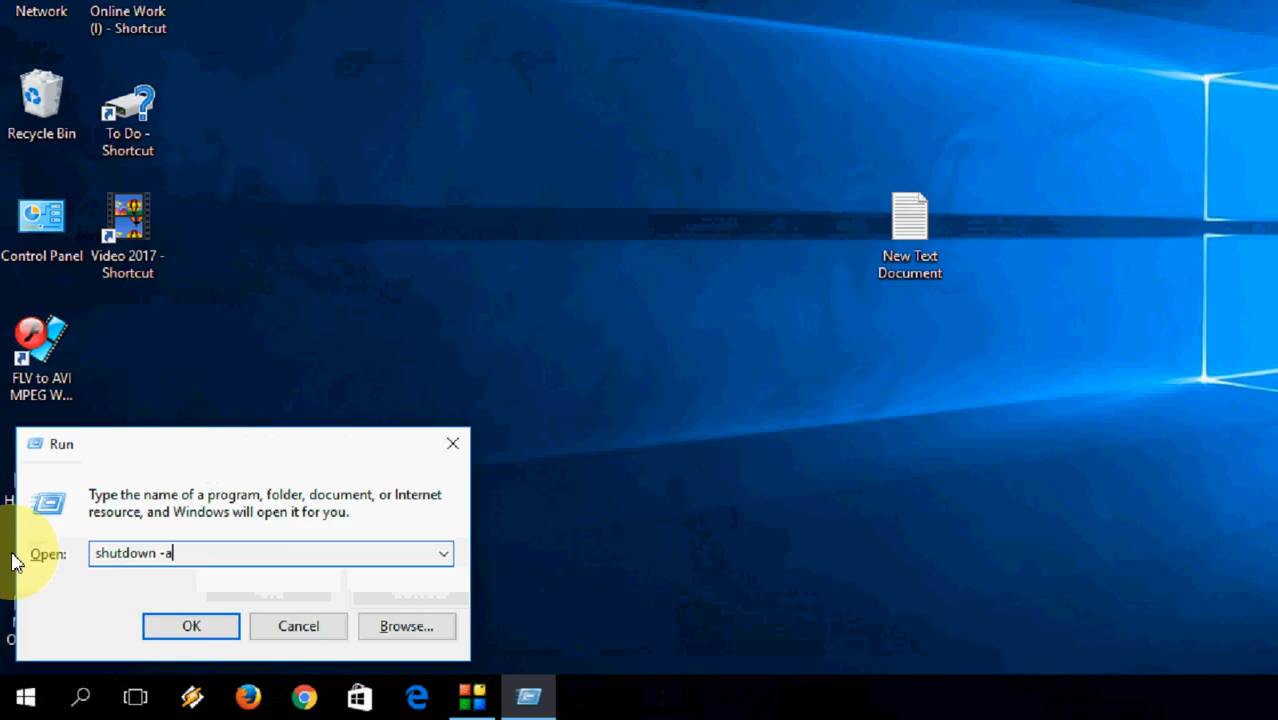 Network
Online Work
(I) - Shortcut
Recycle Bin
To Do -
Shortcut
Control Panel
Video 2017 -
Shortcut
New Text
Document
FLV to AVI
MPEG W...
Run
Type the name of a program, folder, document, or Internet
resource, and Windows will open it for you.
Open:
shutdown -a
OK
Cancel
Browse...